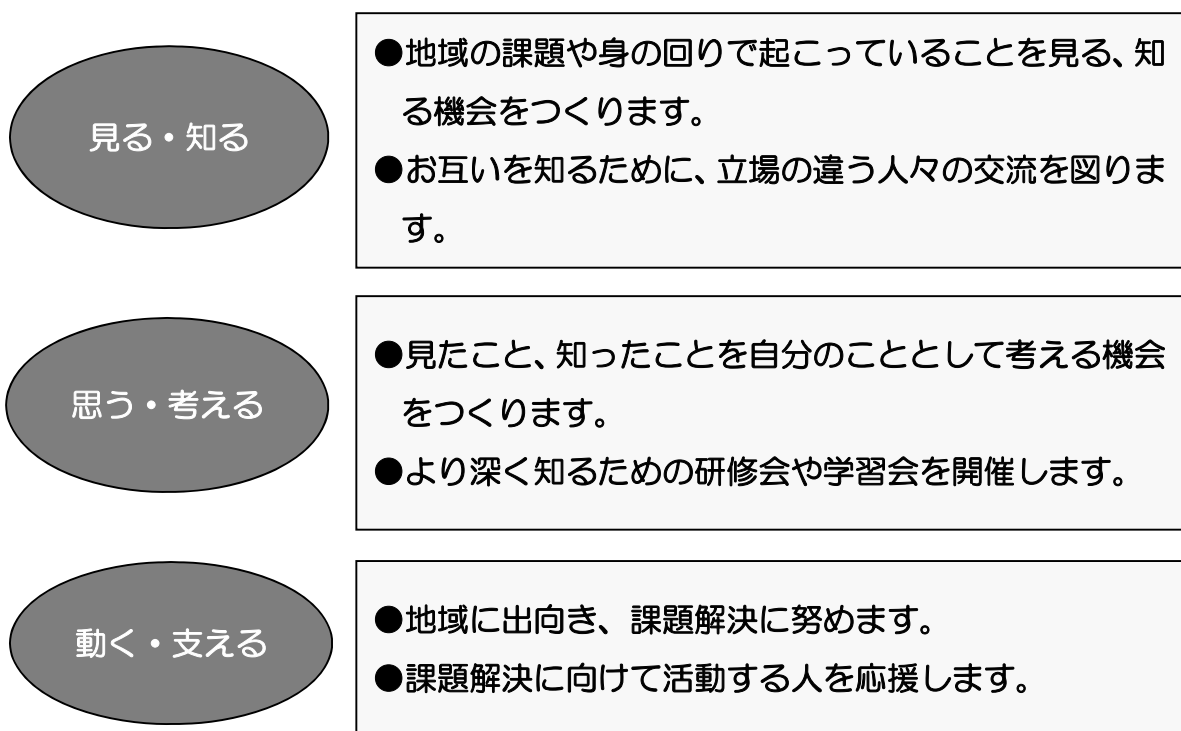 見る・知る
●地域の課題や身の回りで起こっていることを見る、知
る機会をつくります。
●お互いを知るために、立場の違う人々の交流を図りま
す。
思う・考える
●見たこと、知ったことを自分のこととして考える機会
をつくります。
●より深く知るための研修会や学習会を開催します。
動く・支える
●地域に出向き、課題解決に努めます。
●課題解決に向けて活動する人を応援します。